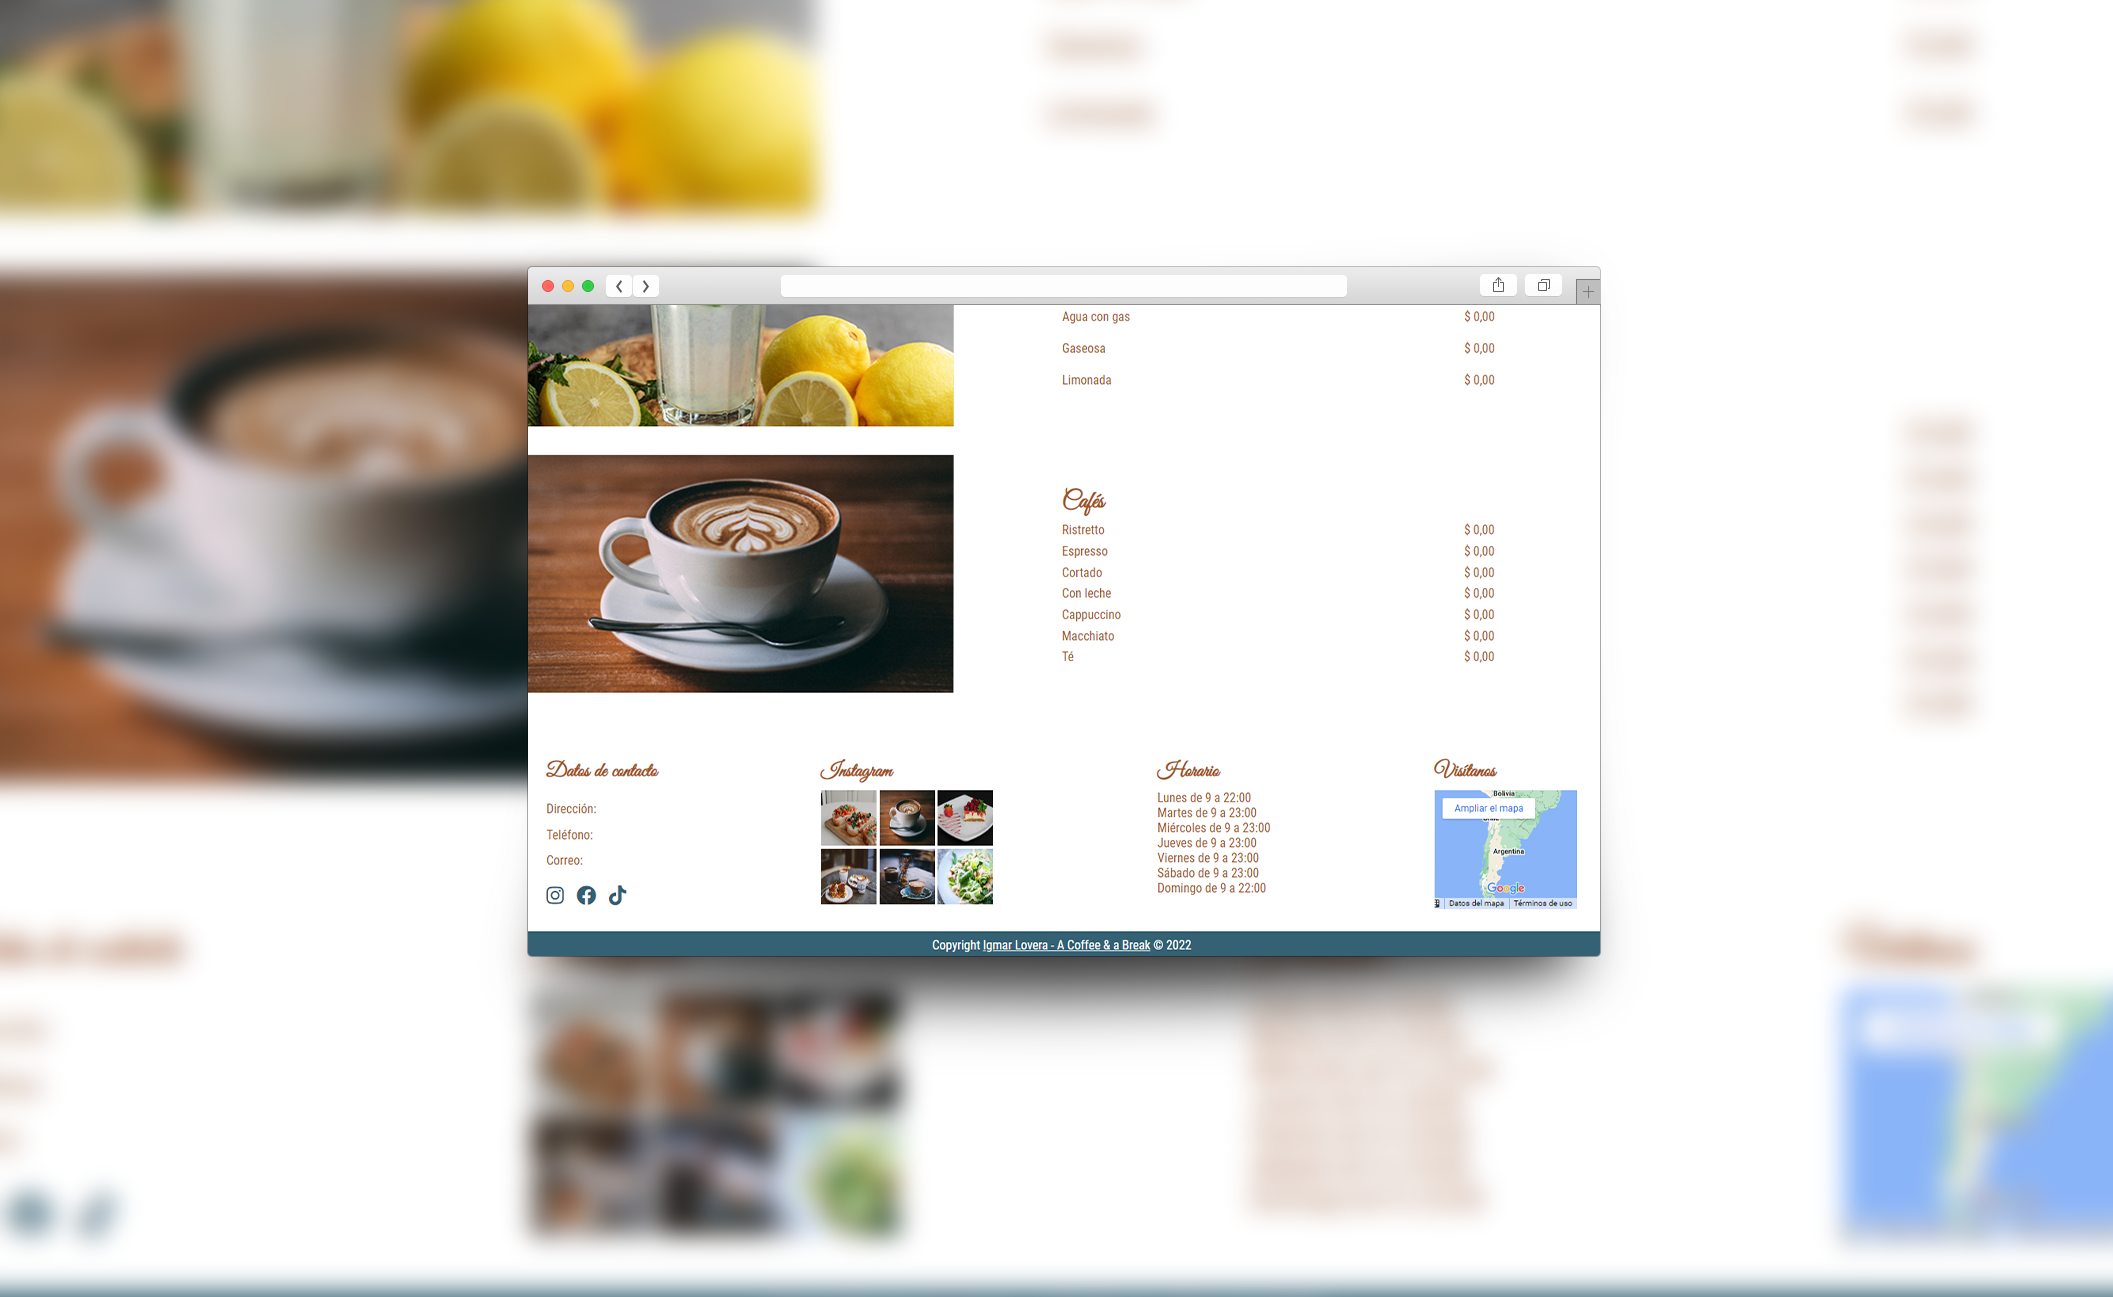 Agua con gas $ 0,00
Gaseosa $ 0,00
Limonada $ 0,00
Cafés
Ristretto $ 0,00
Espresso $ 0,00
Cortado $ 0,00
Con leche $ 0,00
Cappuccino $ 0,00
Macchiato $ 0,00
Té $ 0,00
Datos de contacto
Dirección:
Teléfono:
Correo:
Instagram
Horario
Lunes de 9 a 22:00
Martes de 9 a 23:00
Miércoles de 9 a 23:00
Jueves de 9 a 23:00
Viernes de 9 a 23:00
Sábado de 9 a 23:00
Domingo de 9 a 22:00
Visítanos
Bolivia
Ampliar el mapa
Argentina
Google
Datos del mapa Términos de uso
Copyright Igmar Lovera - A Coffee & a Break © 2022